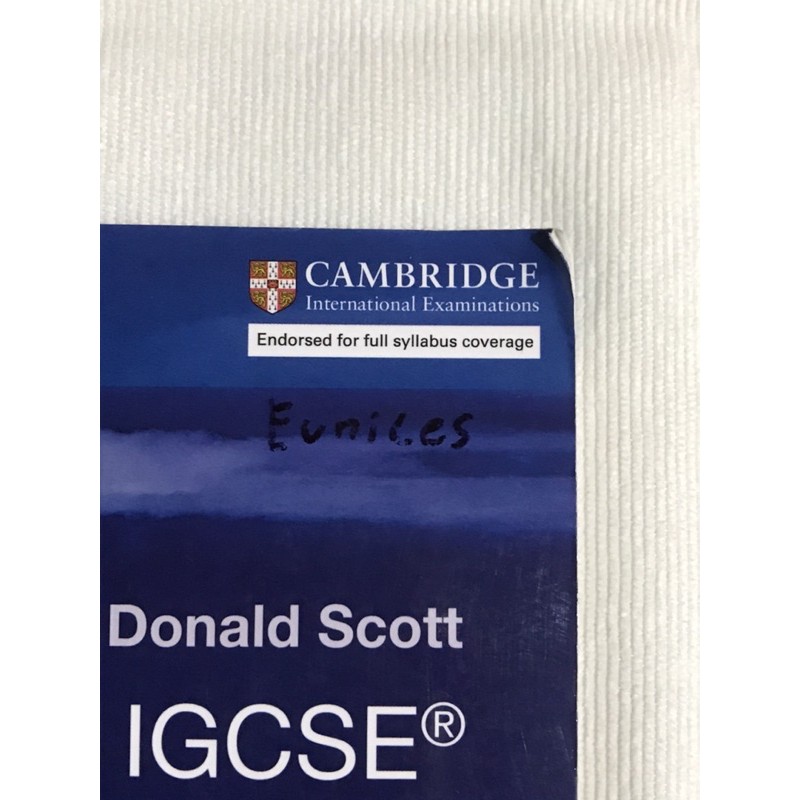 CAMBRIDGE
International Examinations
Endorsed for full syllabus coverage
Eunices
Donald Scott
IGCSE®